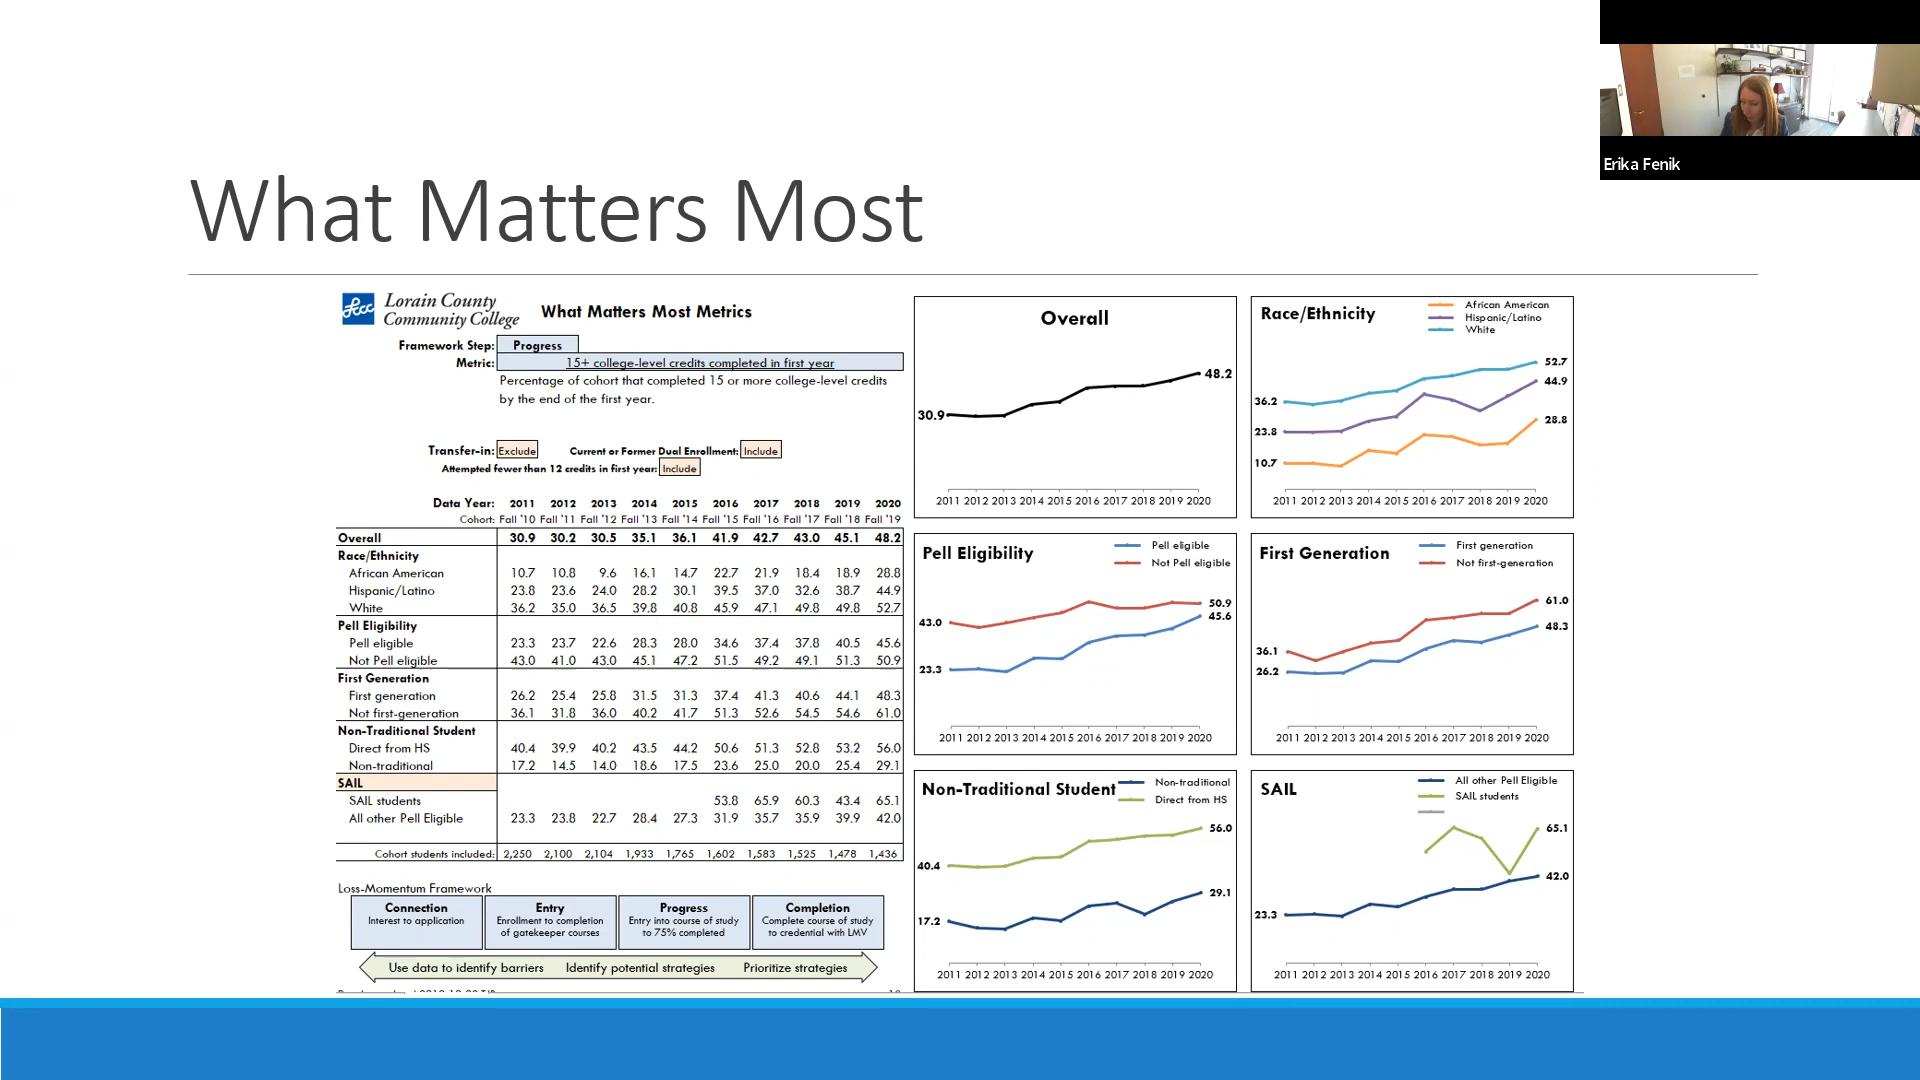 Erika Fenik
What Matters Most
lccc
Lorain County
Community College
What Matters Most Metrics
Framework Step: Progress
Metric: 15+ college-level credits completed in first year
Percentage of cohort that completed 15 or more college-level credits
by the end of the first year.
Transfer-in: Exclude Current or Former Dual Enrollment: Include
Attempted fewer than 12 credits in first year: Include
Data Year: 2011 2012 2013 2014 2015 2016 2017 2018 2019 2020
Cohort: Fall '10 Fall '11 Fall '12 Fall '13 Fall '14 Fall '15 Fall '16 Fall '17 Fall '18 Fall '19
Overall 30.9 30.2 30.5 35.1 36.1 41.9 42.7 43.0 45.1 48.2
Race/Ethnicity
African American 10.7 10.8 9.6 16.1 14.7 22.7 21.9 18.4 18.9 28.8
Hispanic/Latino 23.8 23.6 24.0 28.2 30.1 39.5 37.0 32.6 38.7 44.9
White 36.2 35.0 36.5 39.8 40.8 45.9 47.1 49.8 49.8 52.7
Pell Eligibility
Pell eligible 23.3 23.7 22.6 28.3 28.0 34.6 37.4 37.8 40.5 45.6
Not Pell eligible 43.0 41.0 43.0 45.1 47.2 51.5 49.2 49.1 51.3 50.9
First Generation
First generation 26.2 25.4 25.8 31.5 31.3 37.4 41.3 40.6 44.1 48.3
Not first-generation 36.1 31.8 36.0 40.2 41.7 51.3 52.6 54.5 54.6 61.0
Non-Traditional Student
Direct from HS 40.4 39.9 40.2 43.5 44.2 50.6 51.3 52.8 53.2 56.0
Non-traditional 17.2 14.5 14.0 18.6 17.5 23.6 25.0 20.0 25.4 29.1
SAIL
SAIL students 53.8 65.9 60.3 43.4 65.1
All other Pell Eligible 23.3 23.8 22.7 28.4 27.3 31.9 35.7 35.9 39.9 42.0
Cohort students included: 2,250 2,100 2,104 1,933 1,765 1,602 1,583 1,525 1,478 1,436
Loss-Momentum Framework
Connection
Interest to application
Entry
Enrollment to completion
of gatekeeper courses
Progress
Entry into course of study
to 75% completed
Completion
Complete course of study
to credential with LMV
Use data to identify barriers Identify potential strategies Prioritize strategies
Overall
48.2
30.9
2011 2012 2013 2014 2015 2016 2017 2018 2019 2020
Race/Ethnicity
African American
Hispanic/Latino
White
52.7
44.9
36.2
28.8
23.8
10.7
2011 2012 2013 2014 2015 2016 2017 2018 2019 2020
Pell Eligibility
Pell eligible
Not Pell eligible
50.9
45.6
43.0
23.3
2011 2012 2013 2014 2015 2016 2017 2018 2019 2020
First Generation
First generation
Not first-generation
61.0
48.3
36.1
26.2
2011 2012 2013 2014 2015 2016 2017 2018 2019 2020
Non-Traditional Student
Non-traditional
Direct from HS
56.0
40.4
29.1
17.2
2011 2012 2013 2014 2015 2016 2017 2018 2019 2020
SAIL
All other Pell Eligible
SAIL students
65.1
42.0
23.3
2011 2012 2013 2014 2015 2016 2017 2018 2019 2020